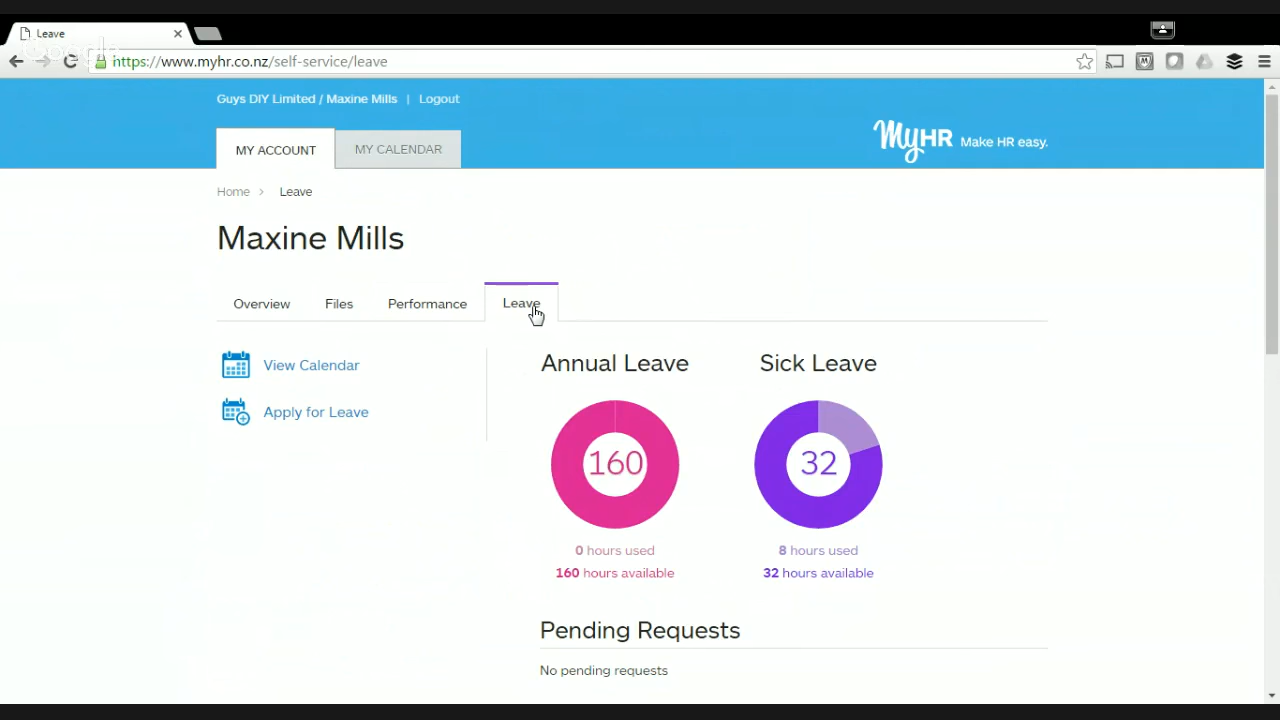 Leave
https://www.myhr.co.nz/self-service/leave
Guys DIY Limited / Maxine Mills | Logout
MY ACCOUNT MY CALENDAR
MyHR Make HR easy.
Home > Leave
Maxine Mills
Overview Files Performance Leave
View Calendar
Apply for Leave
Annual Leave
160
0 hours used
160 hours available
Sick Leave
32
8 hours used
32 hours available
Pending Requests
No pending requests